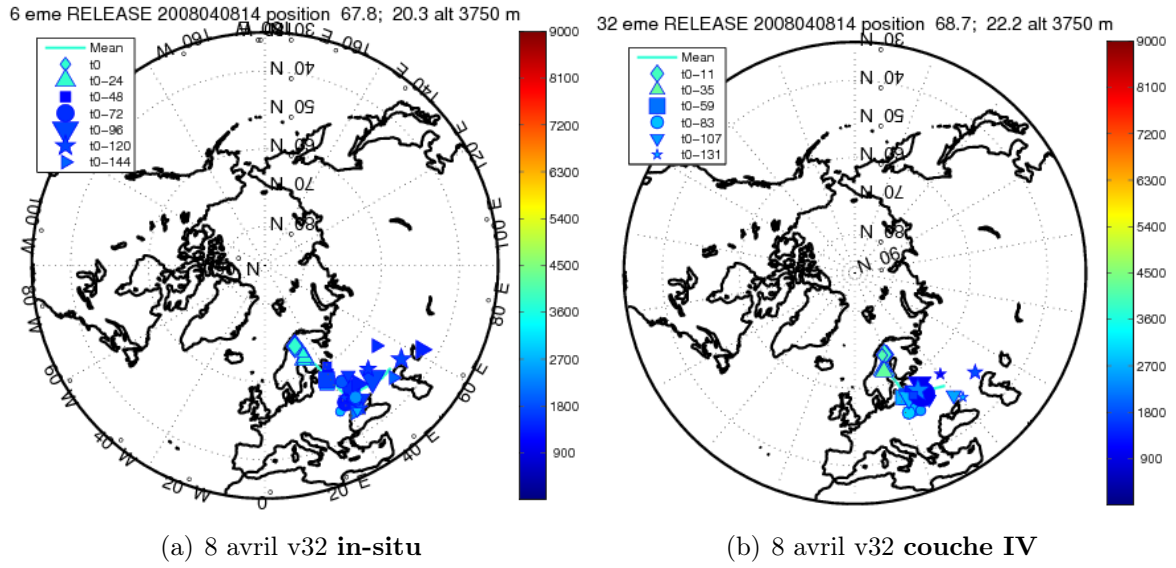 6 eme RELEASE 2008040814 position 67.8; 20.3 alt 3750 m
Mean
t0
t0-24
t0-48
t0-72
t0-96
t0-120
t0-144
160 W
160 E
140 E
120 E
100 E
80 E
60 E
40 E
20 E
0
20 W
40 W
60 W
80 W
100 W
40 N
50 N
60 N
70 N
80 N
9000
8100
7200
6300
5400
4500
3600
2700
1800
900
(a) 8 avril v32 in-situ
32 eme RELEASE 2008040814 position 68.7; 22.2 alt 3750 m
Mean
t0-11
t0-35
t0-59
t0-83
t0-107
t0-131
30 N
40 N
50 N
60 N
70 N
80 N
90 N
9000
8100
7200
6300
5400
4500
3600
2700
1800
900
(b) 8 avril v32 couche IV